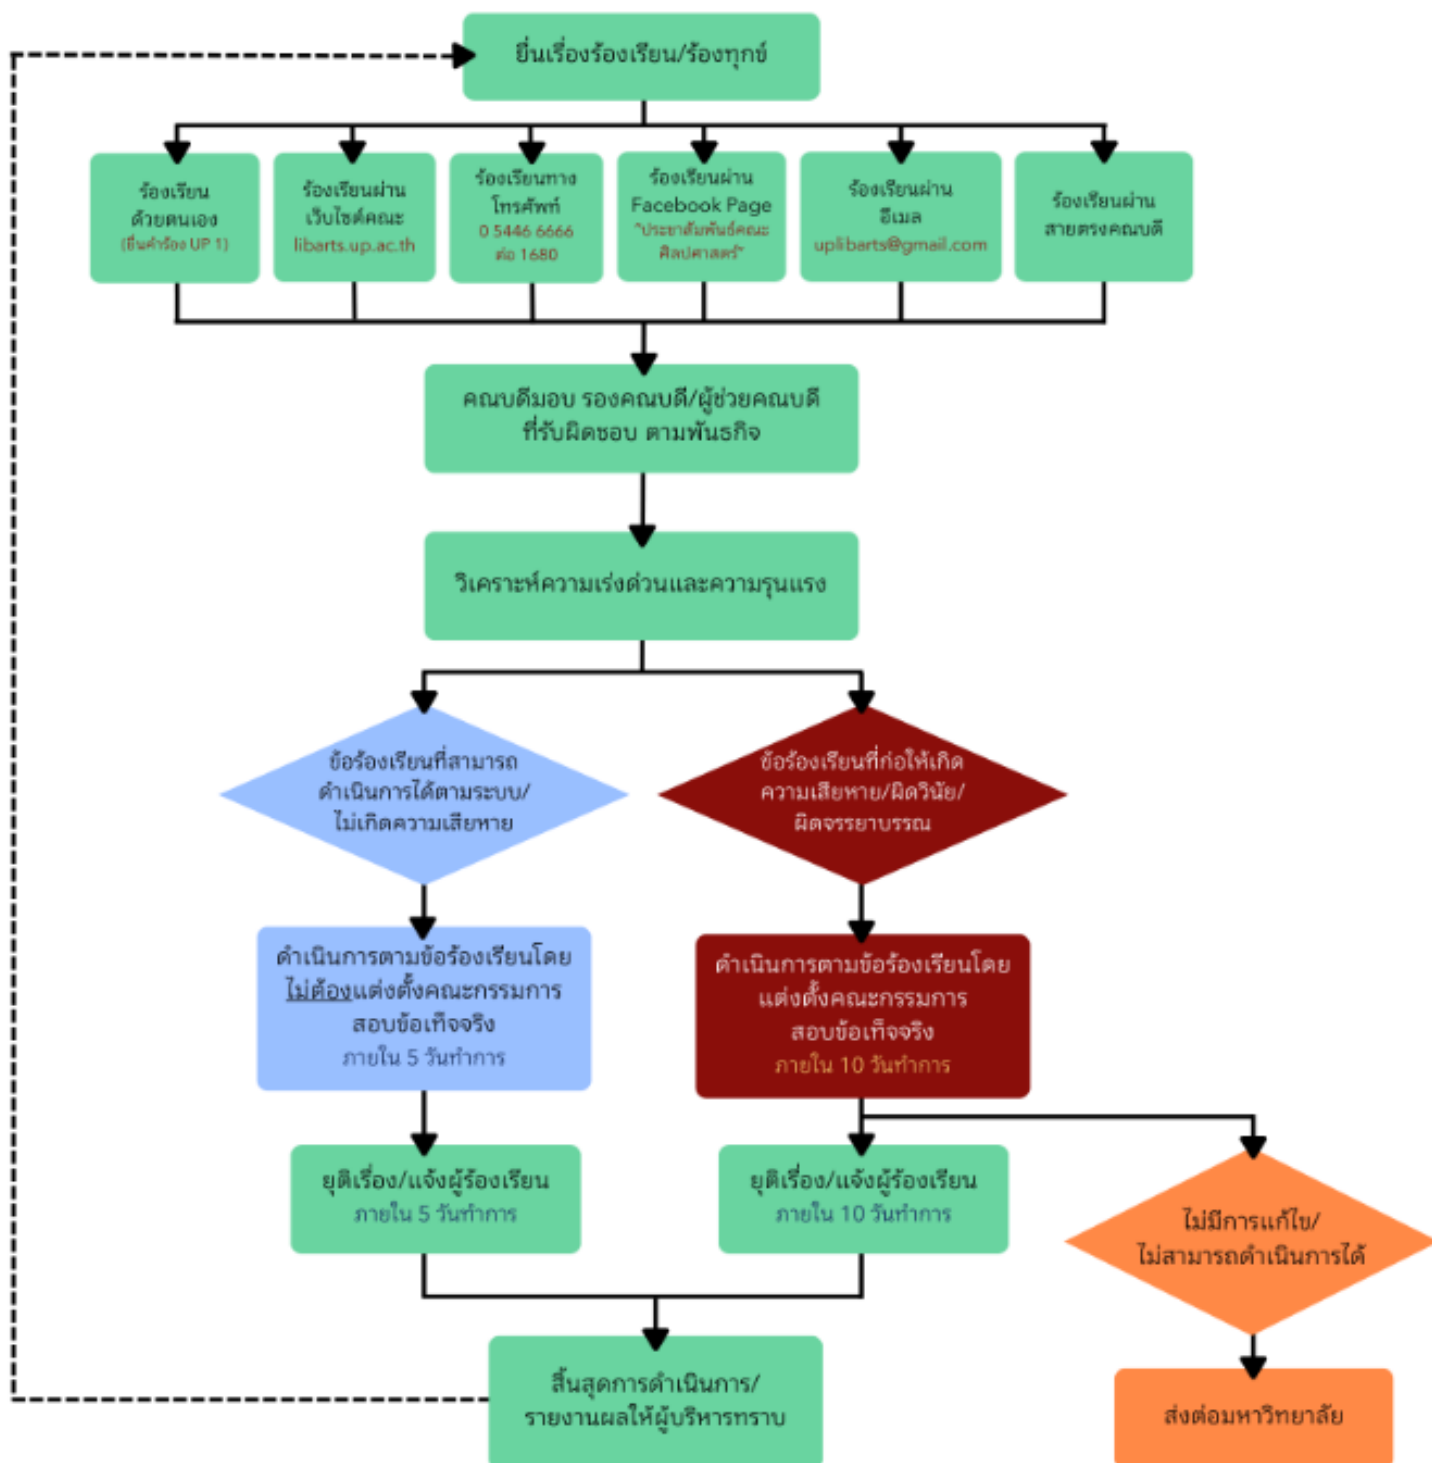 ยื่นเรื่องร้องเรียน/ร้องทุกข์
ร้องเรียน
ด้วยตนเอง
(ยื่นคำร้อง UP 1)
ร้องเรียนผ่าน
เว็บไซต์คณะ
libarts.up.ac.th
ร้องเรียนทาง
โทรศัพท์
0 5446 6666
ต่อ 1680
ร้องเรียนผ่าน
Facebook Page
"ประชาสัมพันธ์คณะ
ศิลปศาสตร์"
ร้องเรียนผ่าน
อีเมล
uplibarts@gmail.com
ร้องเรียนผ่าน
สายตรงคณบดี
คณบดีมอบ รองคณบดี/ผู้ช่วยคณบดี
ที่รับผิดชอบ ตามพันธกิจ
วิเคราะห์ความเร่งด่วนและความรุนแรง
ข้อร้องเรียนที่สามารถ
ดำเนินการได้ตามระบบ/
ไม่เกิดความเสียหาย
ข้อร้องเรียนที่ก่อให้เกิด
ความเสียหาย/ผิดวินัย/
ผิดจรรยาบรรณ
ดำเนินการตามข้อร้องเรียนโดย
ไม่ต้องแต่งตั้งคณะกรรมการ
สอบข้อเท็จจริง
ภายใน 5 วันทำการ
ดำเนินการตามข้อร้องเรียนโดย
แต่งตั้งคณะกรรมการ
สอบข้อเท็จจริง
ภายใน 10 วันทำการ
ยุติเรื่อง/แจ้งผู้ร้องเรียน
ภายใน 5 วันทำการ
ยุติเรื่อง/แจ้งผู้ร้องเรียน
ภายใน 10 วันทำการ
ไม่มีการแก้ไข/
ไม่สามารถดำเนินการได้
สิ้นสุดการดำเนินการ/
รายงานผลให้ผู้บริหารทราบ
ส่งต่อมหาวิทยาลัย